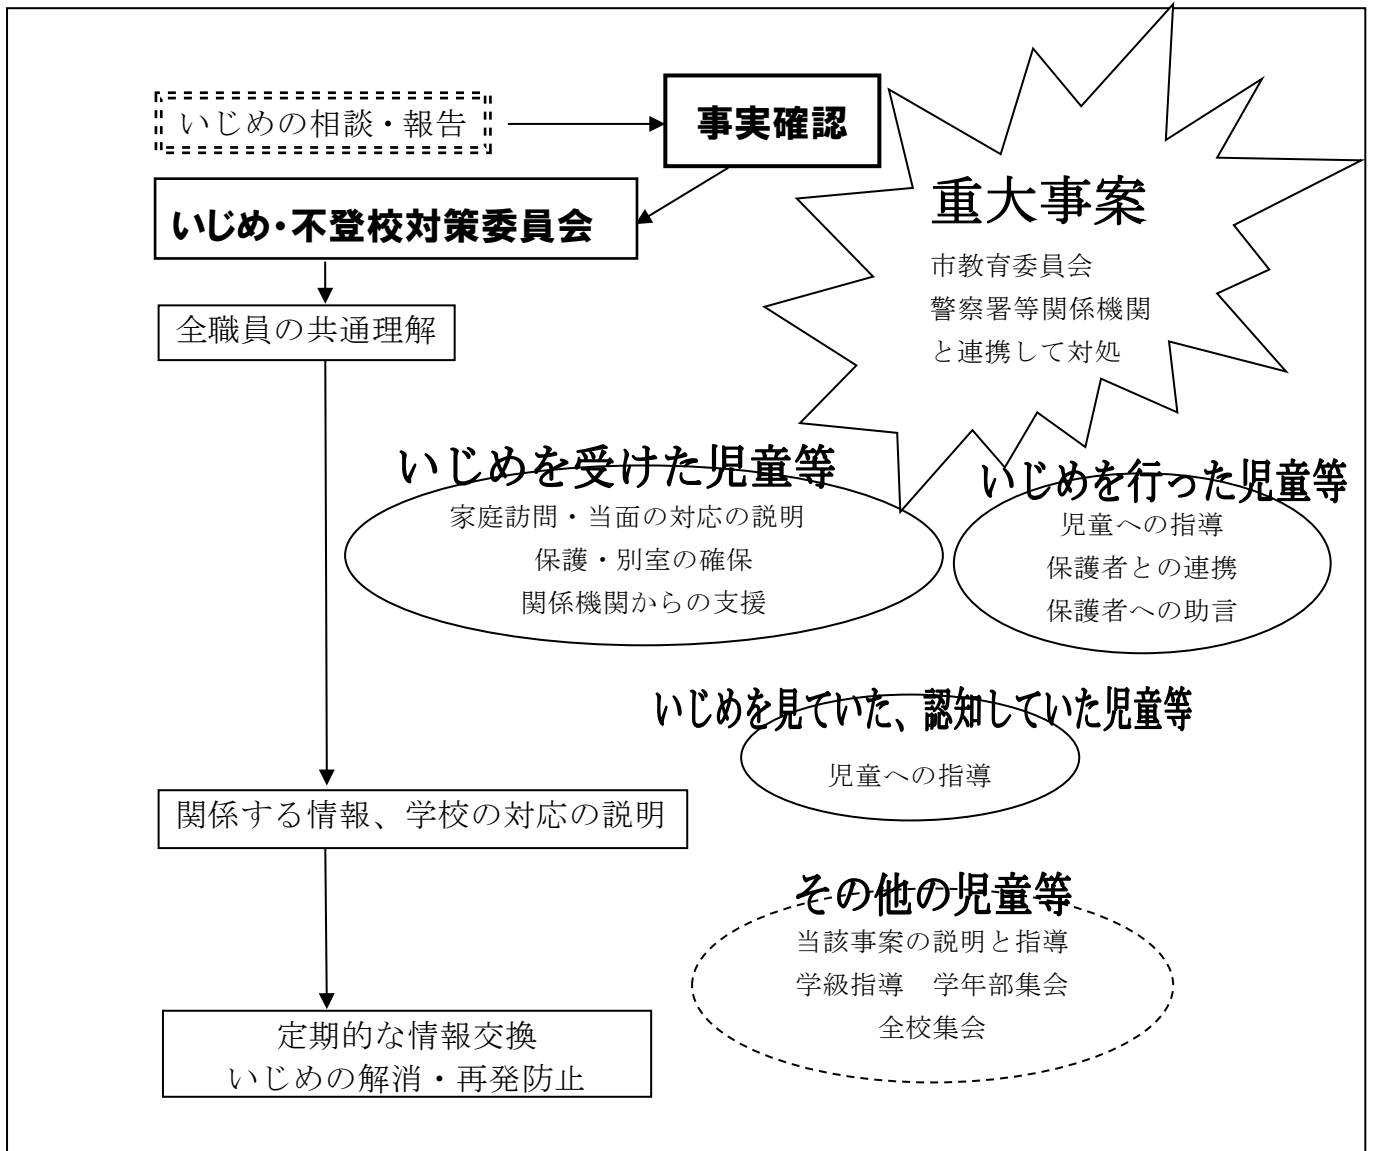 いじめの相談・報告
事実確認
いじめ・不登校対策委員会
全職員の共通理解
重大事案
市教育委員会
警察署等関係機関
と連携して対処
いじめを受けた児童等
家庭訪問・当面の対応の説明
保護・別室の確保
関係機関からの支援
いじめを行った児童等
児童への指導
保護者との連携
保護者への助言
いじめを見ていた、認知していた児童等
児童への指導
関係する情報、学校の対応の説明
その他の児童等
当該事案の説明と指導
学級指導　学年部集会
全校集会
定期的な情報交換
いじめの解消・再発防止